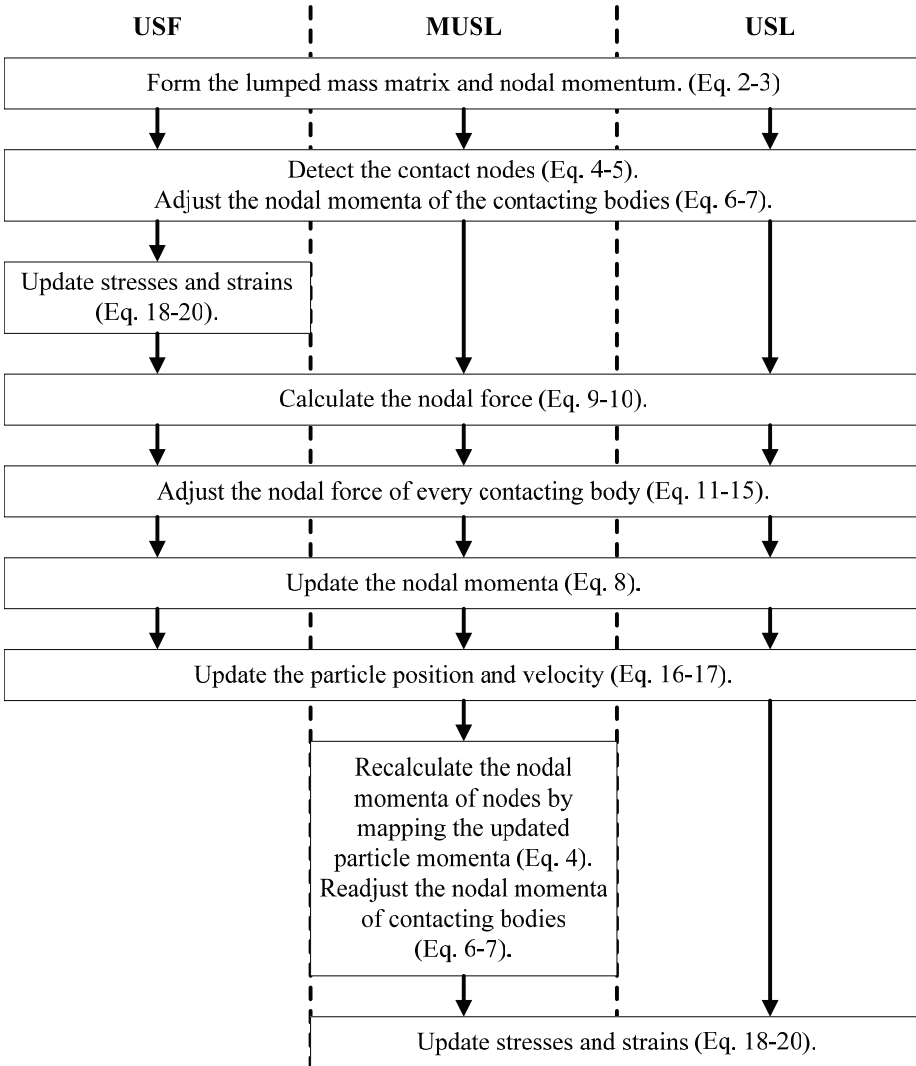 USF MUSL USL
Form the lumped mass matrix and nodal momentum. (Eq. 2-3)
Detect the contact nodes (Eq. 4-5).
Adjust the nodal momenta of the contacting bodies (Eq. 6-7).
Update stresses and strains
(Eq. 18-20).
Calculate the nodal force (Eq. 9-10).
Adjust the nodal force of every contacting body (Eq. 11-15).
Update the nodal momenta (Eq. 8).
Update the particle position and velocity (Eq. 16-17).
Recalculate the nodal
momenta of nodes by
mapping the updated
particle momenta (Eq. 4).
Readjust the nodal momenta
of contacting bodies
(Eq. 6-7).
Update stresses and strains (Eq. 18-20).